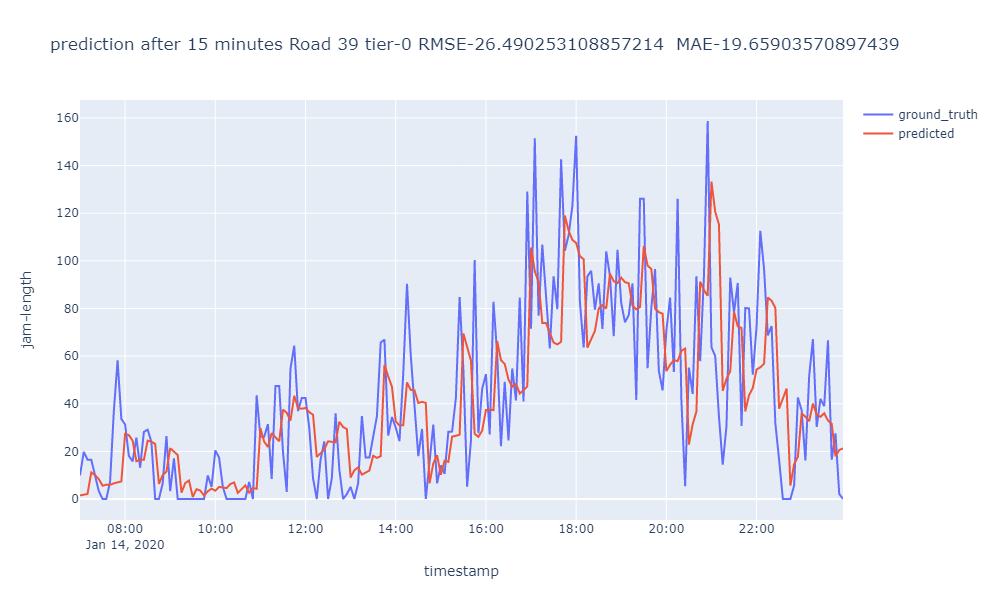 prediction after 15 minutes Road 39 tier-0 RMSE-26.490253108857214  MAE-19.65903570897439
ground_truth
predicted
jam-length
160
140
120
100
80
60
40
20
0
08:00 10:00 12:00 14:00 16:00 18:00 20:00 22:00
Jan 14, 2020
timestamp